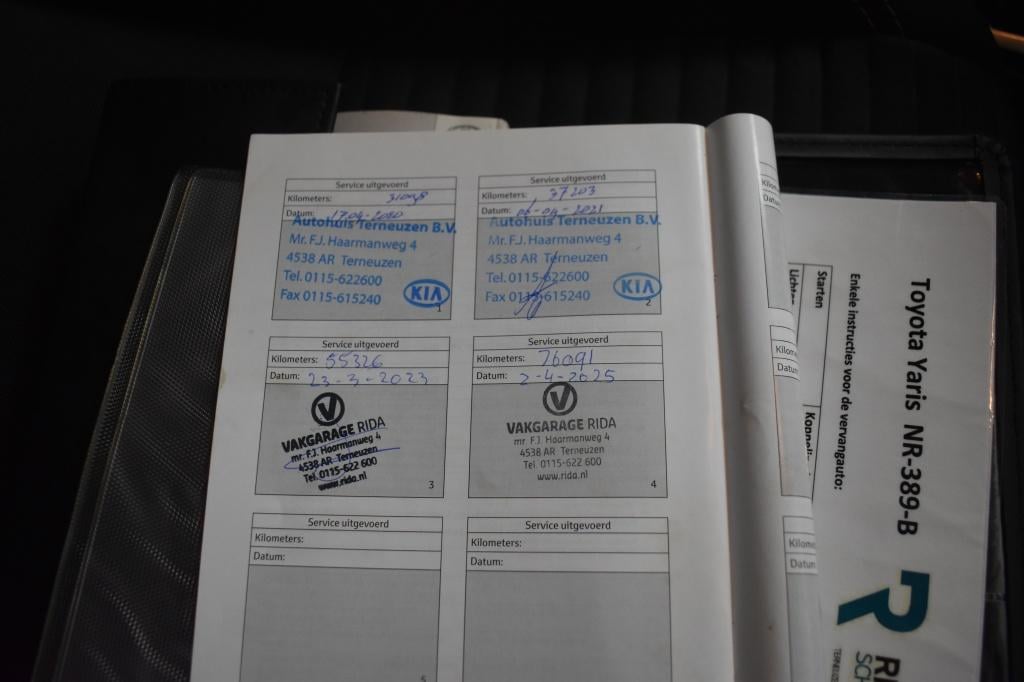 Service uitgevoerd
Kilometers:
Datum: 17-04-2020
Autohuis Terneuzen B.V.
Mr. F.J. Haarmanweg 4
4538 AR Terneuzen
Tel. 0115-622600
Fax 0115-615240
KIA
1
Service uitgevoerd
Kilometers: 37203
Datum: 06-04-2021
Autohuis Terneuzen B.V.
Mr. F.J. Haarmanweg 4
4538 AR Terneuzen
Tel. 0115-622600
Fax 0115-615240
KIA
2
Service uitgevoerd
Kilometers: 55326
Datum: 23-3-2023
V
VAKGARAGE RIDA
mr. F.J. Haarmanweg 4
4538 AR Terneuzen
Tel. 0115-622 600
www.rida.nl
3
Service uitgevoerd
Kilometers: 76091
Datum: 2-4-2025
V
VAKGARAGE RIDA
mr. F.J. Haarmanweg 4
4538 AR Terneuzen
Tel 0115-622 600
www.rida.nl
4
Service uitgevoerd
Kilometers:
Datum:
5
Service uitgevoerd
Kilometers:
Datum:
Toyota Yaris NR-389-B
Enkele instructies voor de vervangauto:
Starten
R